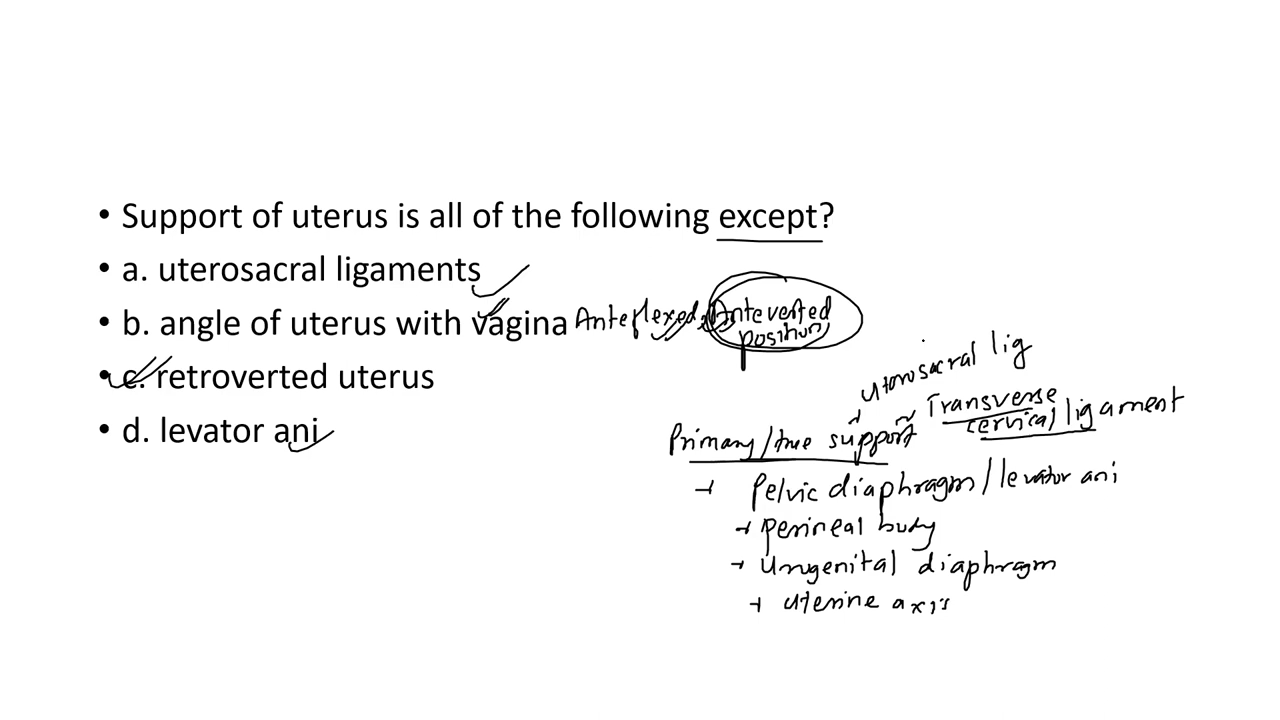 • Support of uterus is all of the following except?
• a. uterosacral ligaments
• b. angle of uterus with vagina Anteflexed, Anteverted
position
• c. retroverted uterus
• d. levator ani
uterosacral lig
Transverse
cervical ligament
Primary/true support
→ Pelvic diaphragm/levator ani
→ perineal body
→ urogenital diaphragm
→ uterine axis